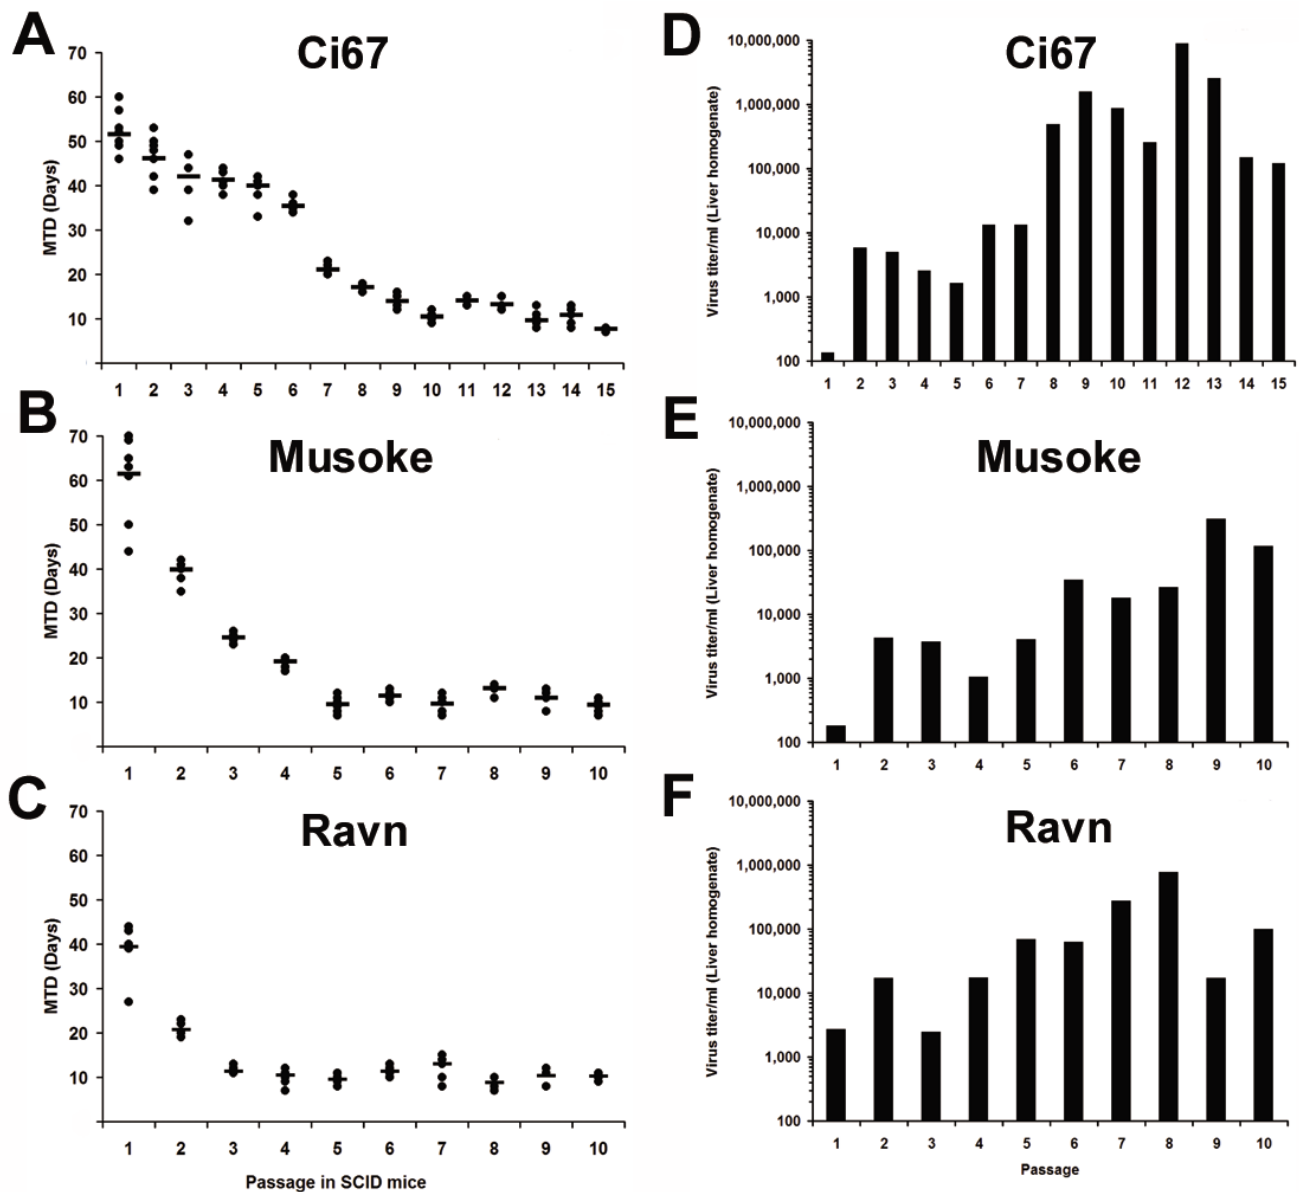 A
Ci67
MTD (Days)
70
60
50
40
30
20
10
1 2 3 4 5 6 7 8 9 10 11 12 13 14 15
B
Musoke
MTD (Days)
70
60
50
40
30
20
10
1 2 3 4 5 6 7 8 9 10
C
Ravn
MTD (Days)
70
60
50
40
30
20
10
1 2 3 4 5 6 7 8 9 10
Passage in SCID mice
D
Ci67
Virus titer/ml (Liver homogenate)
10,000,000
1,000,000
100,000
10,000
1,000
100
1 2 3 4 5 6 7 8 9 10 11 12 13 14 15
E
Musoke
Virus titer/ml (Liver homogenate)
10,000,000
1,000,000
100,000
10,000
1,000
100
1 2 3 4 5 6 7 8 9 10
F
Ravn
Virus titer/ml (Liver homogenate)
10,000,000
1,000,000
100,000
10,000
1,000
100
1 2 3 4 5 6 7 8 9 10
Passage